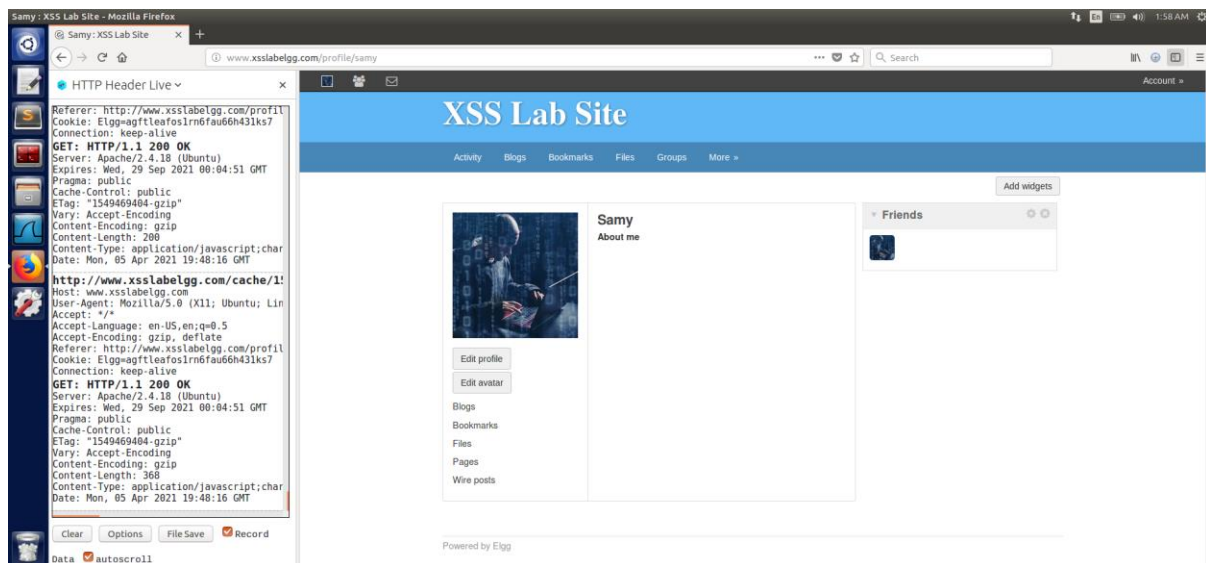 Samy : XSS Lab Site - Mozilla Firefox
En 1:58 AM
Samy: XSS Lab Site × +
www.xsslabelgg.com/profile/samy ... Search
HTTP Header Live ×
Referer: http://www.xsslabelgg.com/profil
Cookie: Elgg=agftleafos1rn6fau66h431ks7
Connection: keep-alive
GET: HTTP/1.1 200 OK
Server: Apache/2.4.18 (Ubuntu)
Expires: Wed, 29 Sep 2021 00:04:51 GMT
Pragma: public
Cache-Control: public
ETag: "1549469404-gzip"
Vary: Accept-Encoding
Content-Encoding: gzip
Content-Length: 200
Content-Type: application/javascript;char
Date: Mon, 05 Apr 2021 19:48:16 GMT
http://www.xsslabelgg.com/cache/15
Host: www.xsslabelgg.com
User-Agent: Mozilla/5.0 (X11; Ubuntu; Lin
Accept: */*
Accept-Language: en-US,en;q=0.5
Accept-Encoding: gzip, deflate
Referer: http://www.xsslabelgg.com/profil
Cookie: Elgg=agftleafos1rn6fau66h431ks7
Connection: keep-alive
GET: HTTP/1.1 200 OK
Server: Apache/2.4.18 (Ubuntu)
Expires: Wed, 29 Sep 2021 00:04:51 GMT
Pragma: public
Cache-Control: public
ETag: "1549469404-gzip"
Vary: Accept-Encoding
Content-Encoding: gzip
Content-Length: 368
Content-Type: application/javascript;char
Date: Mon, 05 Apr 2021 19:48:16 GMT
Clear Options File Save Record
Data autoscroll
Account »
XSS Lab Site
Activity Blogs Bookmarks Files Groups More »
Add widgets
Samy
About me
Edit profile
Edit avatar
Blogs
Bookmarks
Files
Pages
Wire posts
Friends
Powered by Elgg